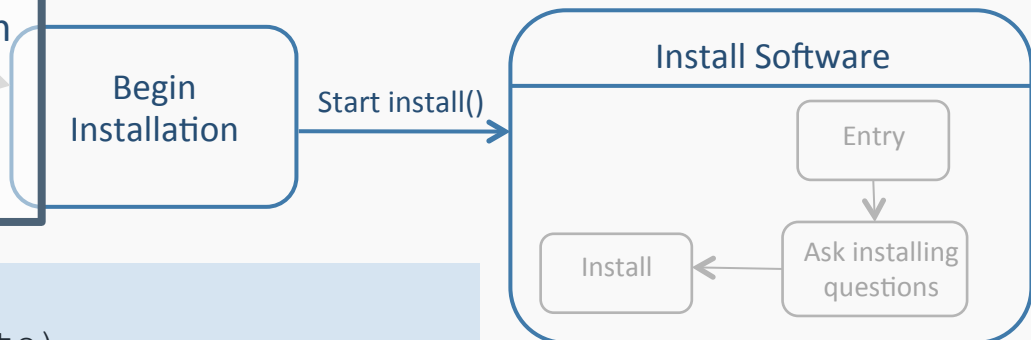 Begin
Installation
Start install()
Install Software
Entry
Ask installing
questions
Install